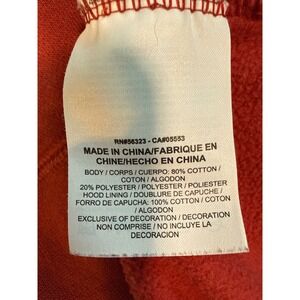 RN#56323 - CA#05553
MADE IN CHINA/FABRIQUE EN
CHINE/HECHO EN CHINA
BODY / CORPS / CUERPO: 80% COTTON /
COTON / ALGODON
20% POLYESTER / POLYESTER / POLIESTER
HOOD LINING / DOUBLURE DE CAPUCHE /
FORRO DE CAPUCHA: 100% COTTON / COTON
/ ALGODON
EXCLUSIVE OF DECORATION / DECORATION
NON COMPRISE / NO INCLUYE LA
DECORACION